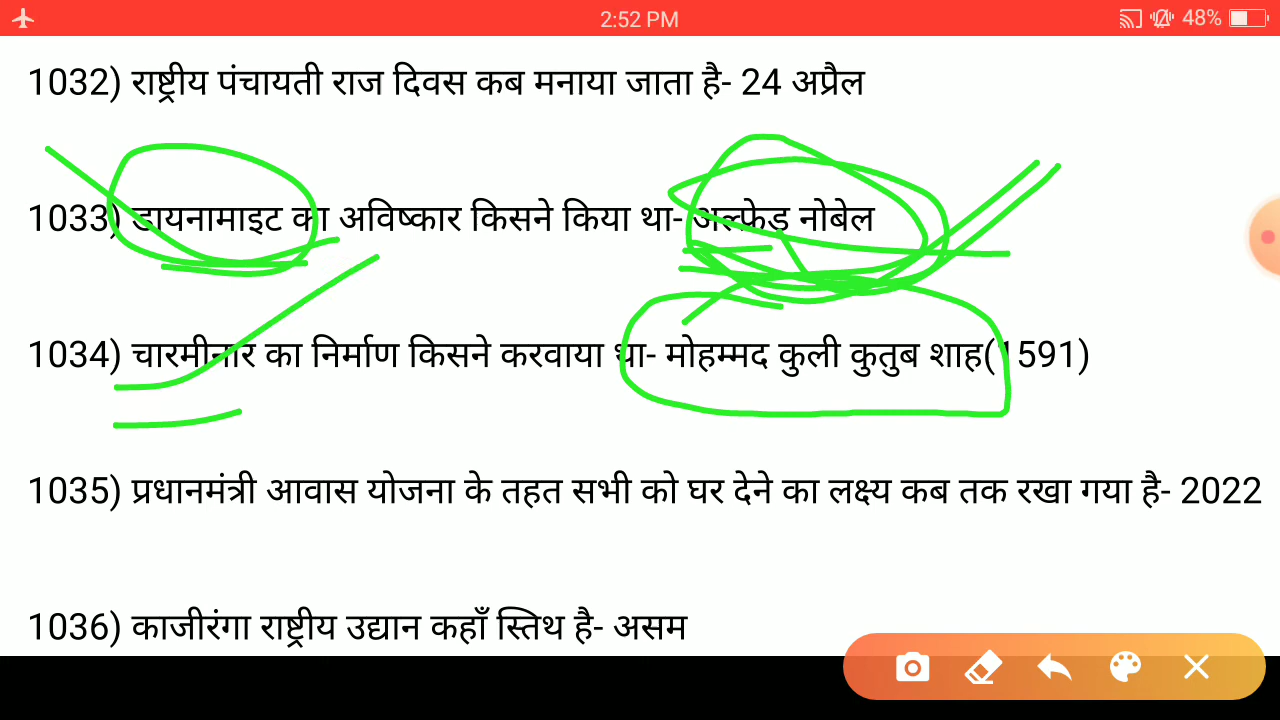 2:52 PM
48%
1032) राष्ट्रीय पंचायती राज दिवस कब मनाया जाता है- 24 अप्रैल
1033) डायनामाइट का अविष्कार किसने किया था- अल्फ्रेड नोबेल
1034) चारमीनार का निर्माण किसने करवाया था- मोहम्मद कुली कुतुब शाह(1591)
1035) प्रधानमंत्री आवास योजना के तहत सभी को घर देने का लक्ष्य कब तक रखा गया है- 2022
1036) काजीरंगा राष्ट्रीय उद्यान कहाँ स्तिथ है- असम